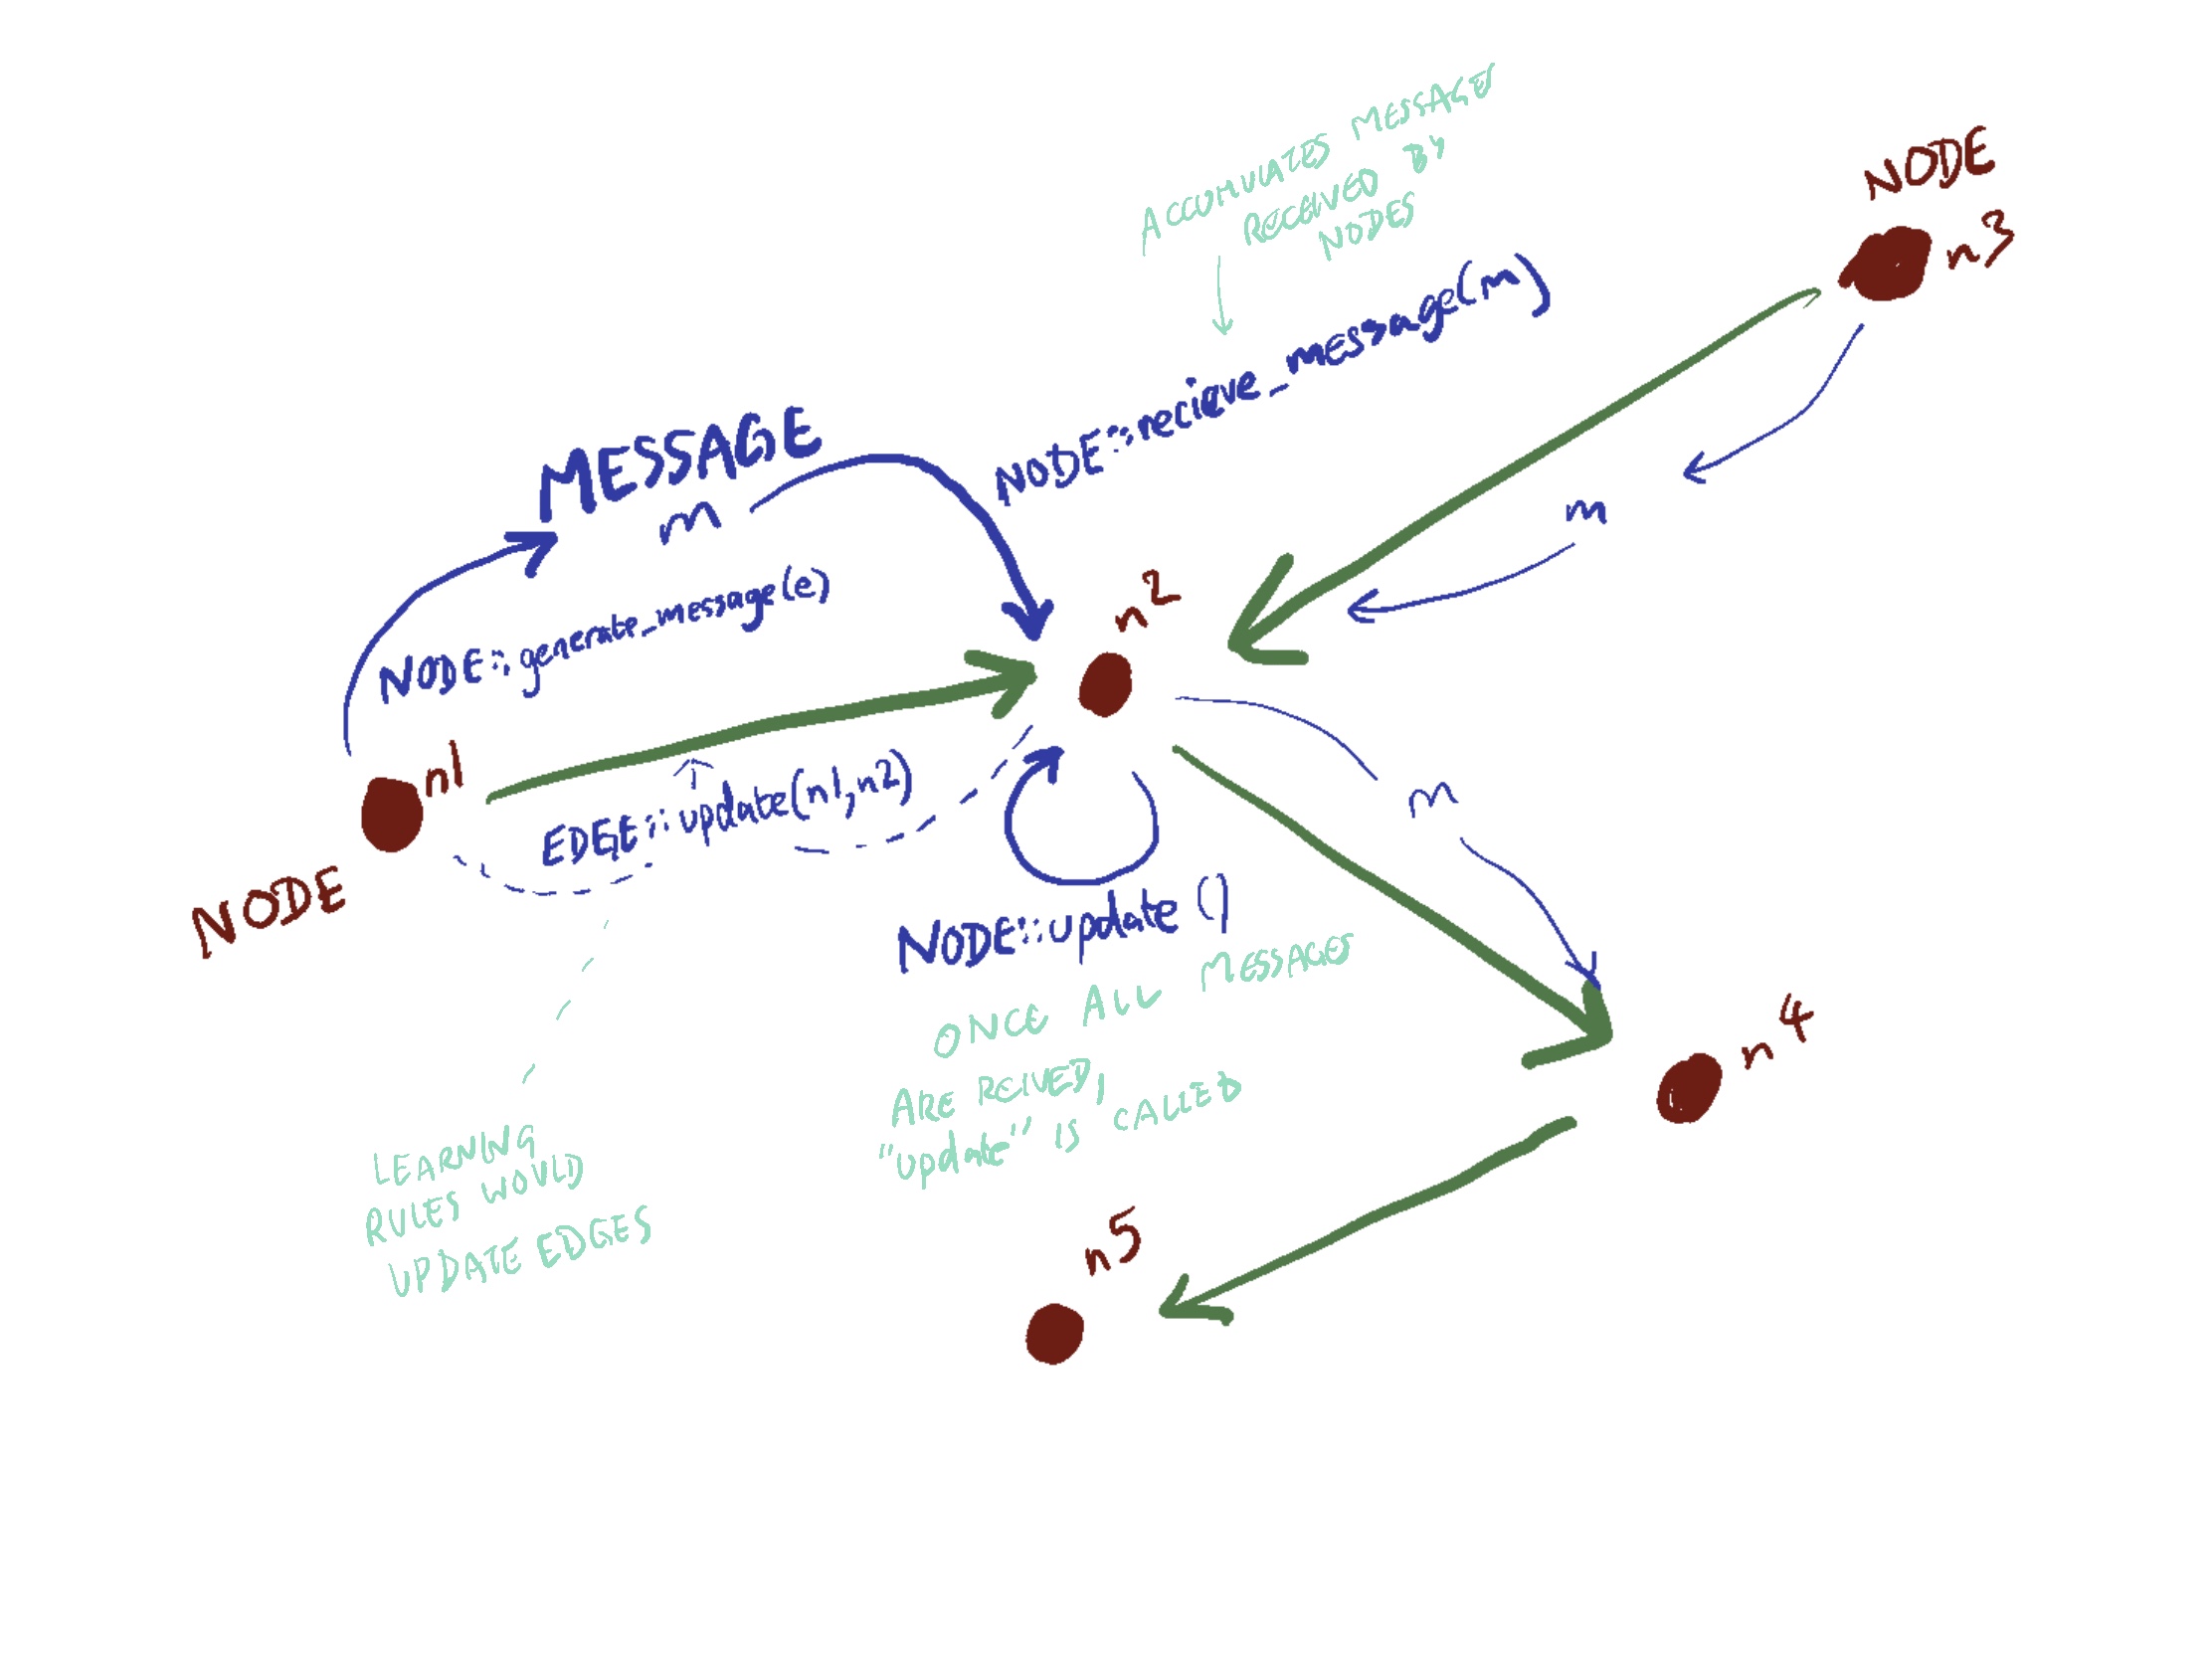 ACCUMULATES MESSAGES
RECEIVED BY
NODES
NODE
n3
NODE::recieve_message(m)
MESSAGE
m
m
NODE::generate_message(e)
n2
n1
EDGE::update(n1,n2)
m
NODE
NODE::update()
ONCE ALL MESSAGES
ARE REIVED,
"update" IS CALLED
n4
LEARNING
RULES WOULD
UPDATE EDGES
n5